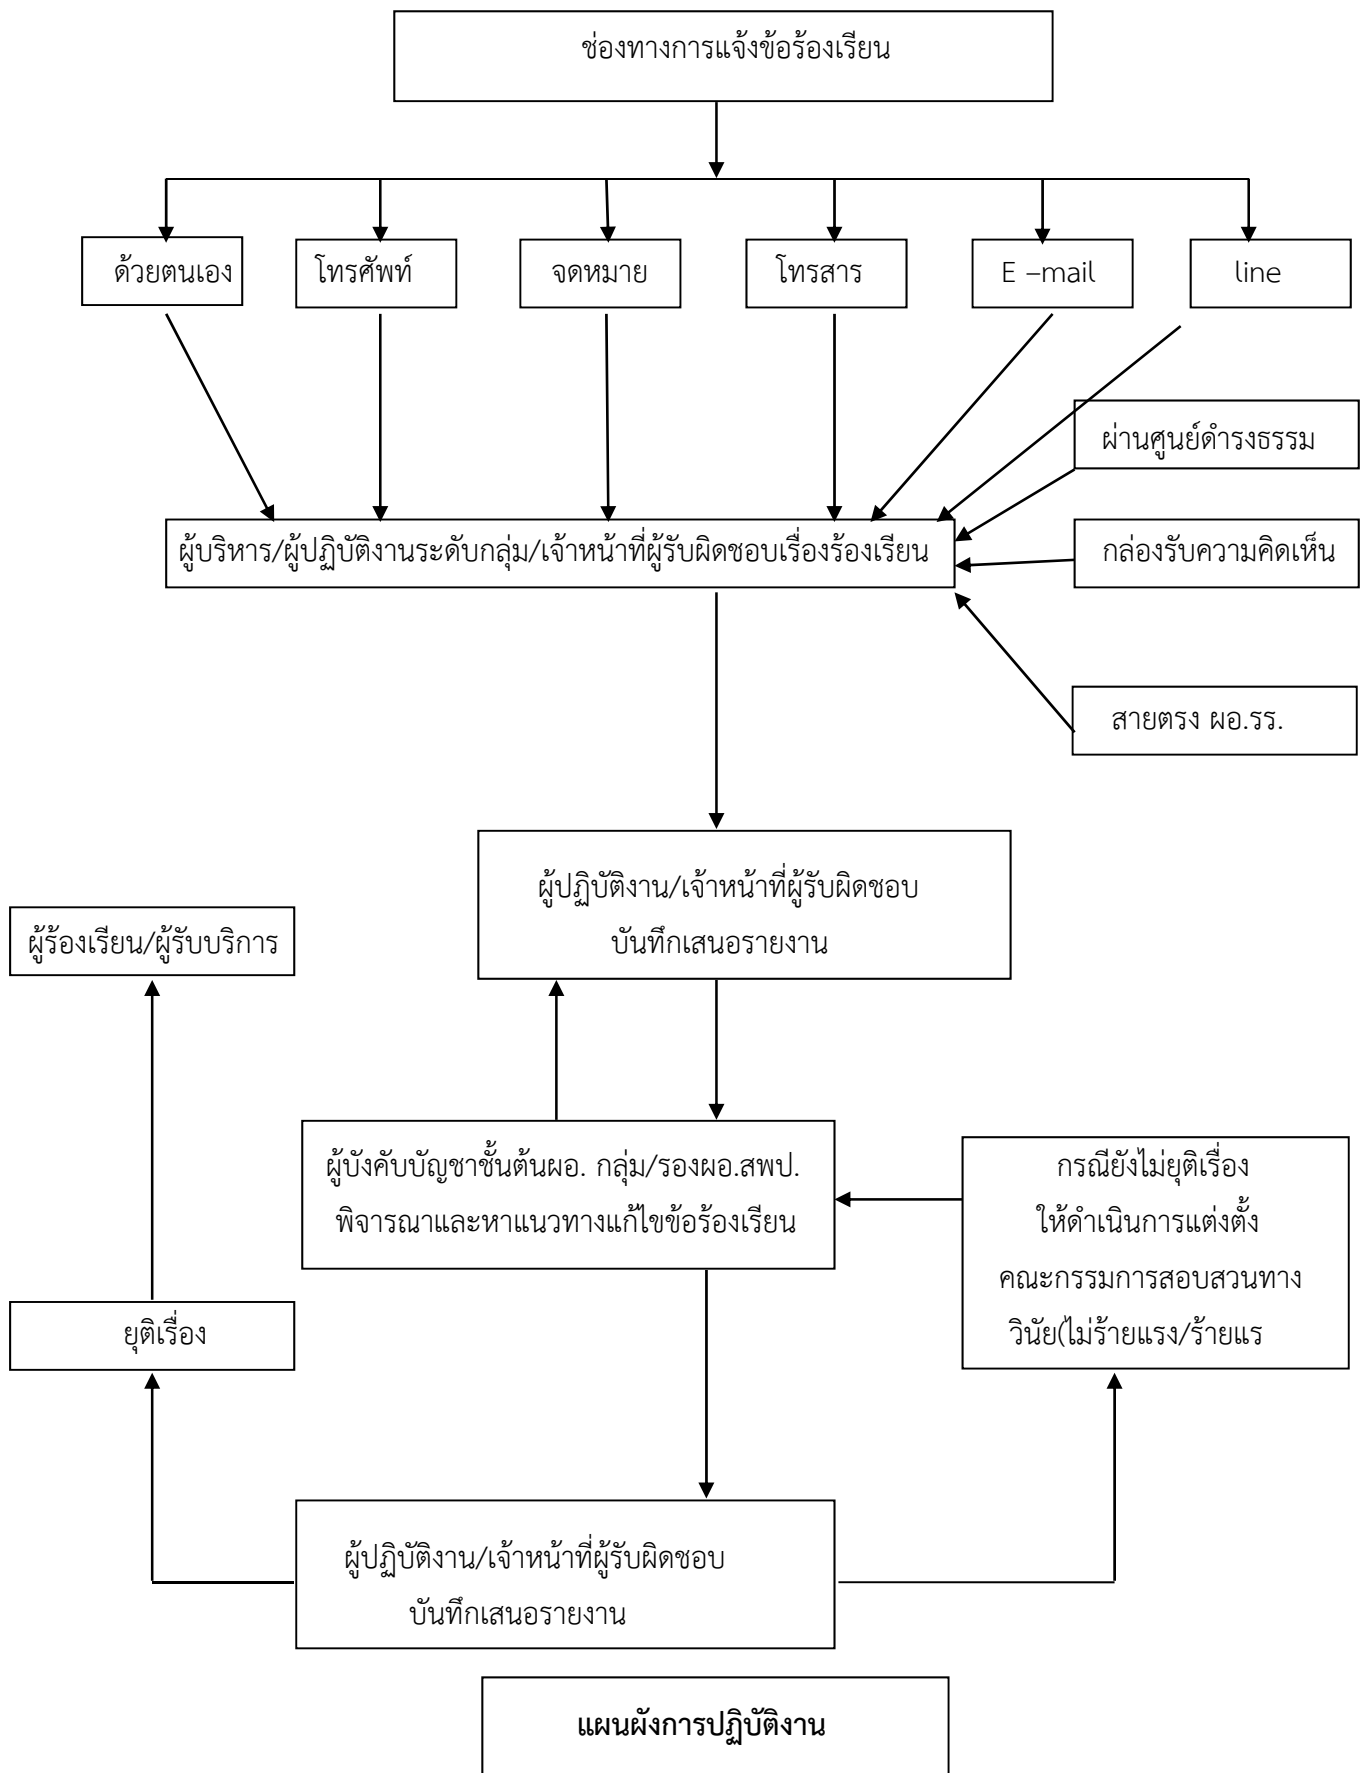 ช่องทางการแจ้งข้อร้องเรียน
ด้วยตนเอง
โทรศัพท์
จดหมาย
โทรสาร
E –mail
line
ผ่านศูนย์ดำรงธรรม
ผู้บริหาร/ผู้ปฏิบัติงานระดับกลุ่ม/เจ้าหน้าที่ผู้รับผิดชอบเรื่องร้องเรียน
กล่องรับความคิดเห็น
สายตรง ผอ.รร.
ผู้ปฏิบัติงาน/เจ้าหน้าที่ผู้รับผิดชอบ
บันทึกเสนอรายงาน
ผู้ร้องเรียน/ผู้รับบริการ
ผู้บังคับบัญชาชั้นต้นผอ. กลุ่ม/รองผอ.สพป.
พิจารณาและหาแนวทางแก้ไขข้อร้องเรียน
กรณียังไม่ยุติเรื่อง
ให้ดำเนินการแต่งตั้ง
คณะกรรมการสอบสวนทาง
วินัย(ไม่ร้ายแรง/ร้ายแร
ยุติเรื่อง
ผู้ปฏิบัติงาน/เจ้าหน้าที่ผู้รับผิดชอบ
บันทึกเสนอรายงาน
แผนผังการปฏิบัติงาน